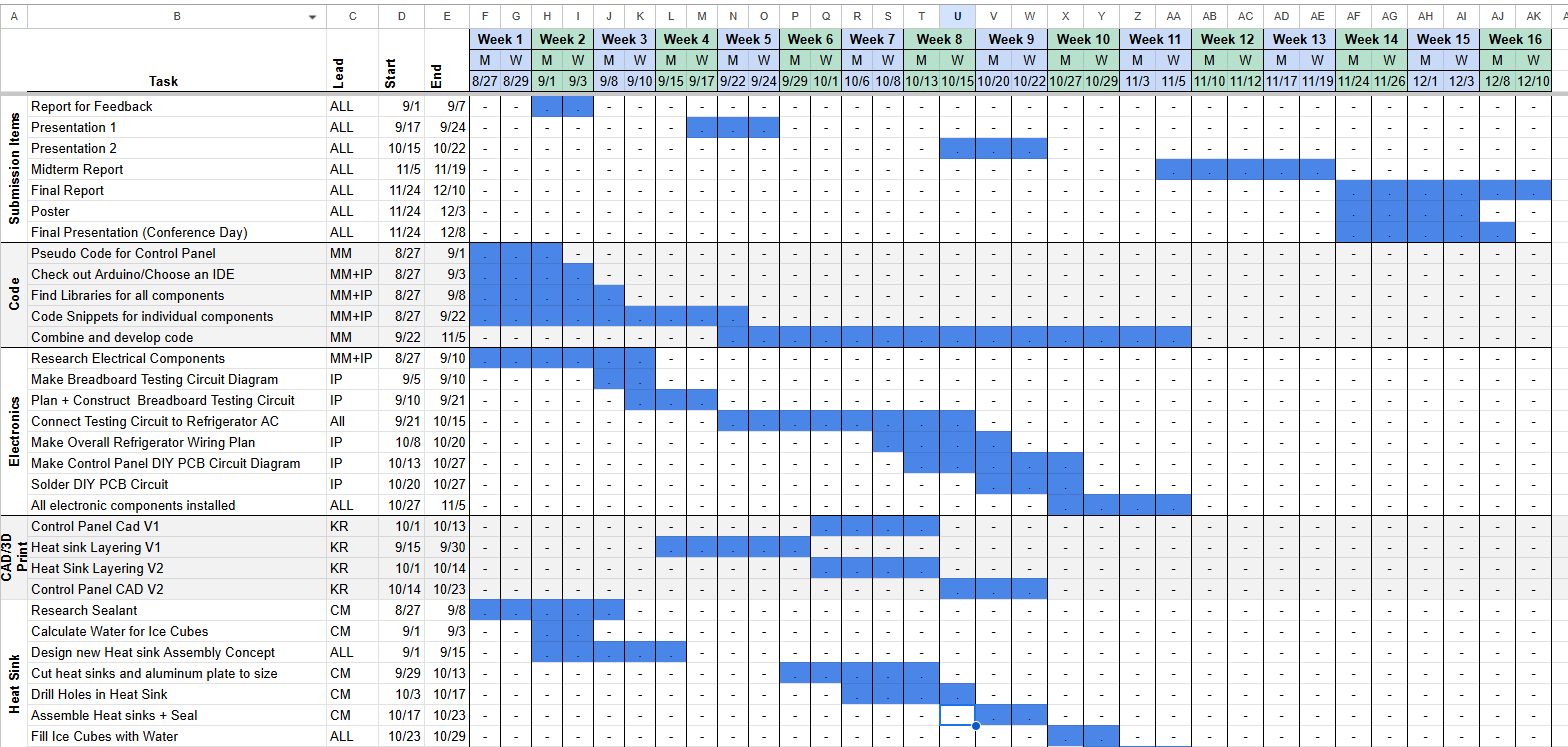 A B C D E F G H I J K L M N O P Q R S T U V W X Y Z AA AB AC AD AE AF AG AH AI AJ AK
Week 1 Week 2 Week 3 Week 4 Week 5 Week 6 Week 7 Week 8 Week 9 Week 10 Week 11 Week 12 Week 13 Week 14 Week 15 Week 16
M W M W M W M W M W M W M W M W M W M W M W M W M W M W M W M W
Task Lead Start End 8/27 8/29 9/1 9/3 9/8 9/10 9/15 9/17 9/22 9/24 9/29 10/1 10/6 10/8 10/13 10/15 10/20 10/22 10/27 10/29 11/3 11/5 11/10 11/12 11/17 11/19 11/24 11/26 12/1 12/3 12/8 12/10
Submission Items
Report for Feedback ALL 9/1 9/7
Presentation 1 ALL 9/17 9/24
Presentation 2 ALL 10/15 10/22
Midterm Report ALL 11/5 11/19
Final Report ALL 11/24 12/10
Poster ALL 11/24 12/3
Final Presentation (Conference Day) ALL 11/24 12/8
Code
Pseudo Code for Control Panel MM 8/27 9/1
Check out Arduino/Choose an IDE MM+IP 8/27 9/3
Find Libraries for all components MM+IP 8/27 9/8
Code Snippets for individual components MM+IP 8/27 9/22
Combine and develop code MM 9/22 11/5
Electronics
Research Electrical Components MM+IP 8/27 9/10
Make Breadboard Testing Circuit Diagram IP 9/5 9/10
Plan + Construct Breadboard Testing Circuit IP 9/10 9/21
Connect Testing Circuit to Refrigerator AC All 9/21 10/15
Make Overall Refrigerator Wiring Plan IP 10/8 10/20
Make Control Panel DIY PCB Circuit Diagram IP 10/13 10/27
Solder DIY PCB Circuit IP 10/20 10/27
All electronic components installed ALL 10/27 11/5
CAD/3D Print
Control Panel Cad V1 KR 10/1 10/13
Heat sink Layering V1 KR 9/15 9/30
Heat Sink Layering V2 KR 10/1 10/14
Control Panel CAD V2 KR 10/14 10/23
Heat Sink
Research Sealant CM 8/27 9/8
Calculate Water for Ice Cubes CM 9/1 9/3
Design new Heat sink Assembly Concept ALL 9/1 9/15
Cut heat sinks and aluminum plate to size CM 9/29 10/13
Drill Holes in Heat Sink CM 10/3 10/17
Assemble Heat sinks + Seal CM 10/17 10/23
Fill Ice Cubes with Water ALL 10/23 10/29